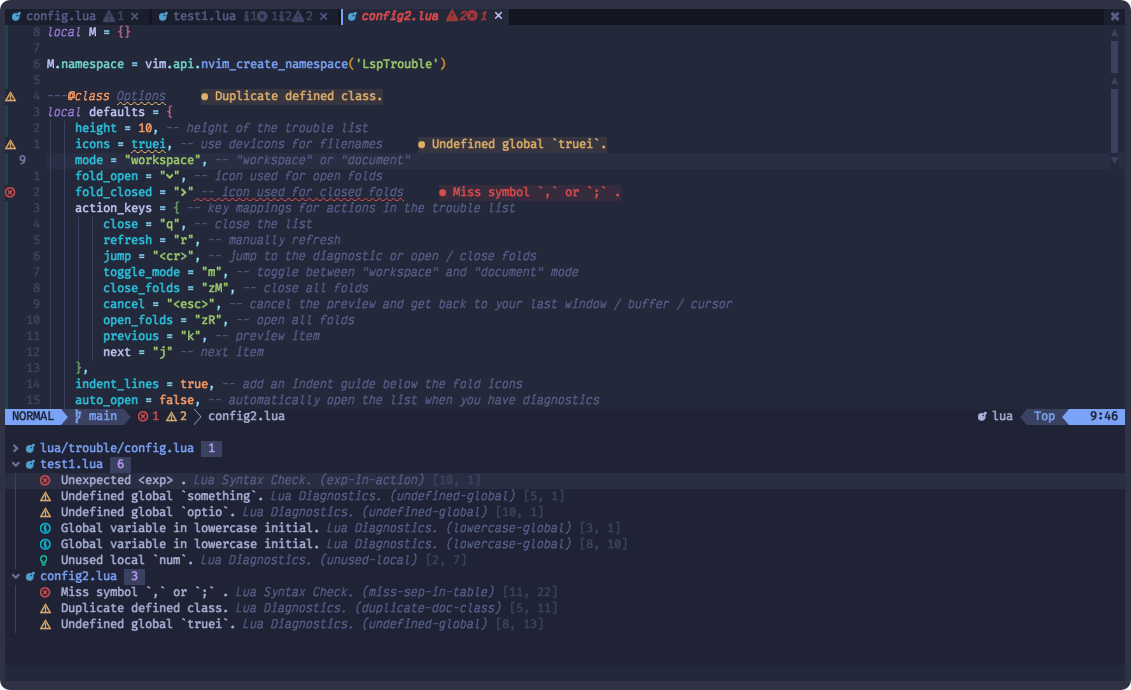 config.lua 1 ×  test1.lua 1 1 2 2 ×  config2.lua 2 1 ×
8 local M = {}
7
6 M.namespace = vim.api.nvim_create_namespace('LspTrouble')
5
4 ---@class Options  ● Duplicate defined class.
3 local defaults = {
2 height = 10, -- height of the trouble list
1 icons = truei, -- use devicons for filenames  ● Undefined global `truei`.
9 mode = "workspace", -- "workspace" or "document"
1 fold_open = "", -- icon used for open folds
2 fold_closed = "" -- icon used for closed folds  ● Miss symbol `,` or `;` .
3 action_keys = { -- key mappings for actions in the trouble list
4 close = "q", -- close the list
5 refresh = "r", -- manually refresh
6 jump = "<cr>", -- jump to the diagnostic or open / close folds
7 toggle_mode = "m", -- toggle between "workspace" and "document" mode
8 close_folds = "zM", -- close all folds
9 cancel = "<esc>", -- cancel the preview and get back to your last window / buffer / cursor
10 open_folds = "zR", -- open all folds
11 previous = "k", -- preview item
12 next = "j" -- next item
13 },
14 indent_lines = true, -- add an indent guide below the fold icons
15 auto_open = false, -- automatically open the list when you have diagnostics
NORMAL  main  1 2  config2.lua  lua  Top  9:46
lua/trouble/config.lua 1
test1.lua 6
Unexpected <exp> . Lua Syntax Check. (exp-in-action) [10, 1]
Undefined global `something`. Lua Diagnostics. (undefined-global) [5, 1]
Undefined global `optio`. Lua Diagnostics. (undefined-global) [10, 1]
Global variable in lowercase initial. Lua Diagnostics. (lowercase-global) [3, 1]
Global variable in lowercase initial. Lua Diagnostics. (lowercase-global) [8, 10]
Unused local `num`. Lua Diagnostics. (unused-local) [2, 7]
config2.lua 3
Miss symbol `,` or `;` . Lua Syntax Check. (miss-sep-in-table) [11, 22]
Duplicate defined class. Lua Diagnostics. (duplicate-doc-class) [5, 11]
Undefined global `truei`. Lua Diagnostics. (undefined-global) [8, 13]